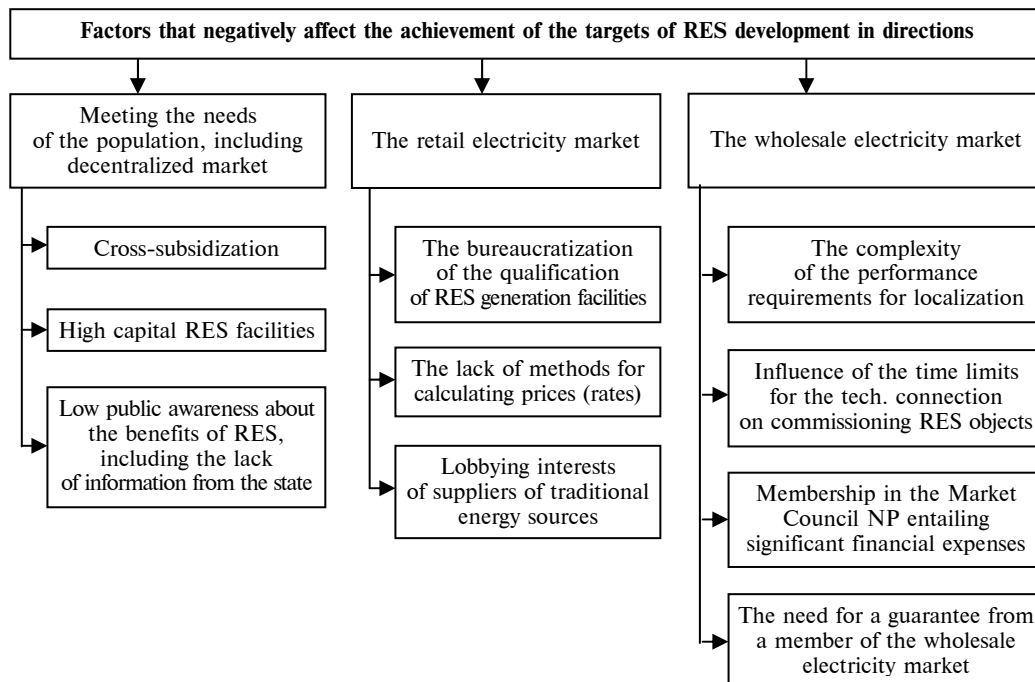 Factors that negatively affect the achievement of the targets of RES development in directions
Meeting the needs
of the population, including
decentralized market
Cross-subsidization
High capital RES facilities
Low public awareness about
the benefits of RES,
including the lack
of information from the state
The retail electricity market
The bureaucratization
of the qualification
of RES generation facilities
The lack of methods for
calculating prices (rates)
Lobbying interests
of suppliers of traditional
energy sources
The wholesale electricity market
The complexity
of the performance
requirements for localization
Influence of the time limits
for the tech. connection
on commissioning RES objects
Membership in the Market
Council NP entailing
significant financial expenses
The need for a guarantee from
a member of the wholesale
electricity market